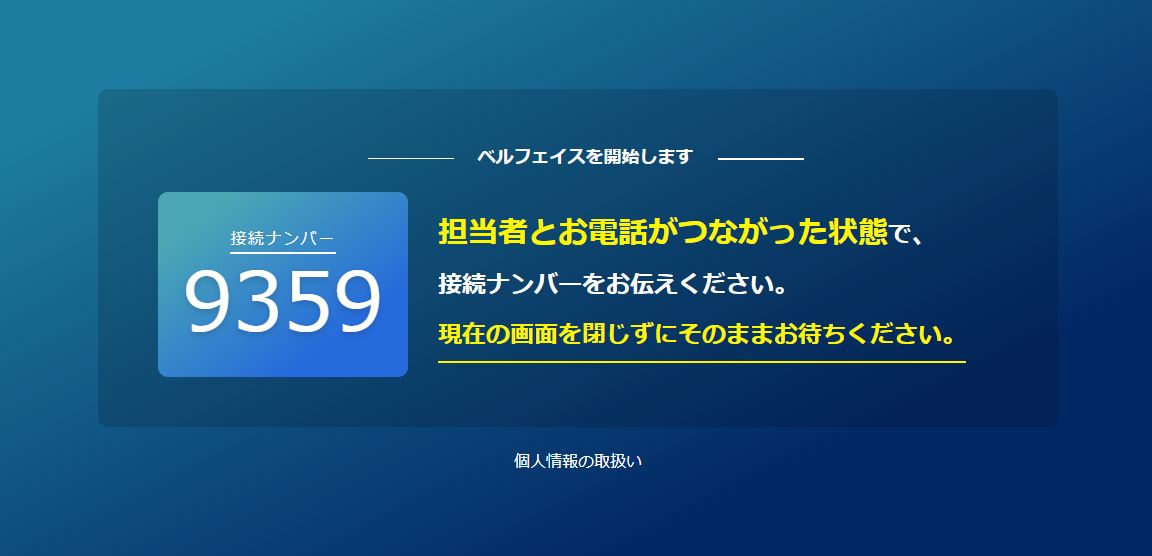 ベルフェイスを開始します
接続ナンバー
9359
担当者とお電話がつながった状態で、
接続ナンバーをお伝えください。
現在の画面を閉じずにそのままお待ちください。
個人情報の取扱い